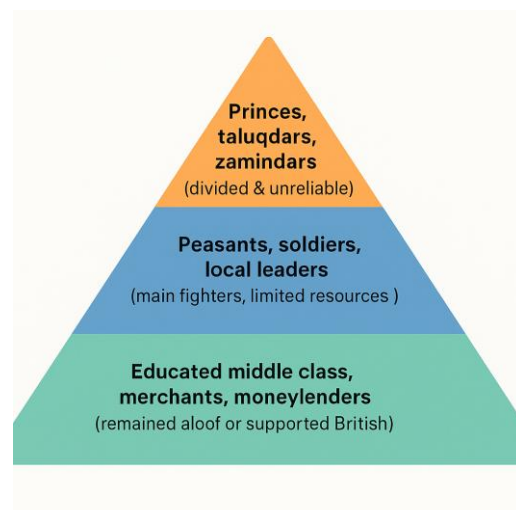 Princes,
taluqdars,
zamindars
(divided & unreliable)
Peasants, soldiers,
local leaders
(main fighters, limited resources )
Educated middle class,
merchants, moneylenders
(remained aloof or supported British)